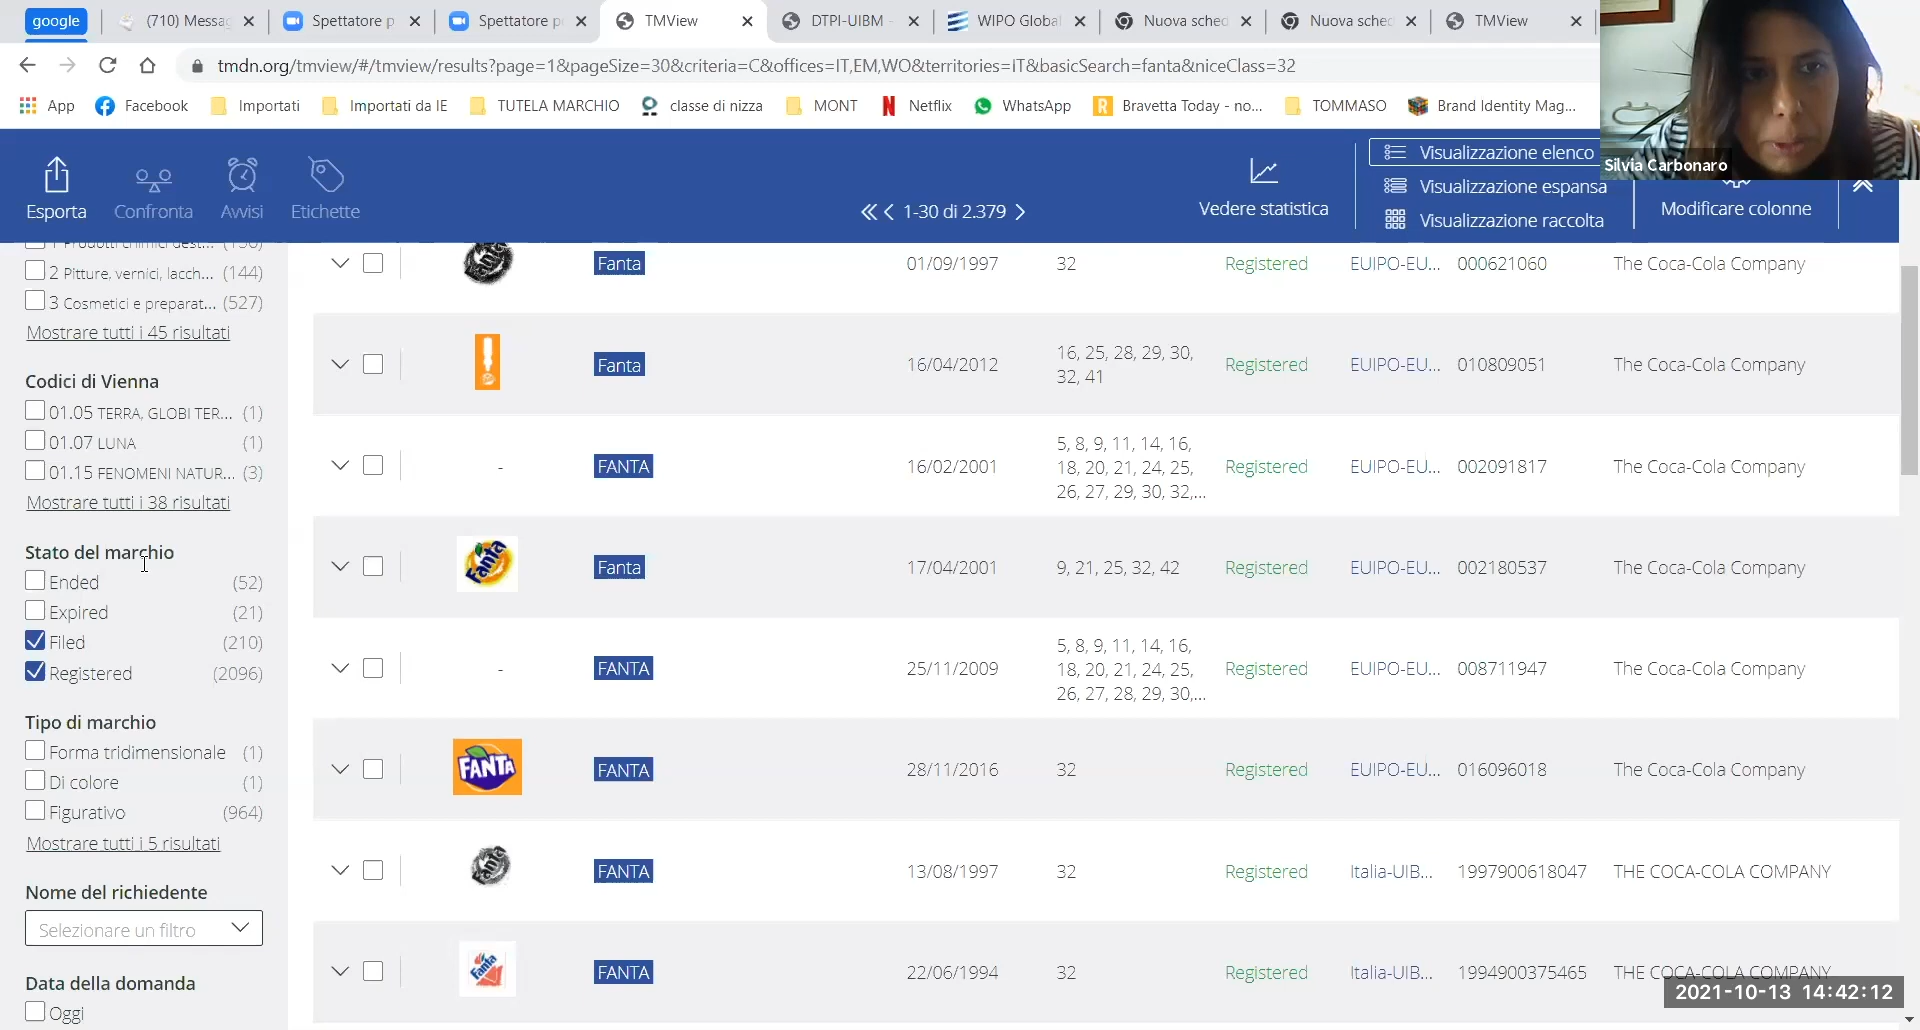 google
(710) Messag
Spettatore p
Spettatore p
TMView
DTPI-UIBM -
WIPO Global
Nuova sched
Nuova sched
TMView
tmdn.org/tmview/#/tmview/results?page=1&pageSize=30&criteria=C&offices=IT,EM,WO&territories=iT&basicSearch=fanta&niceClass=32
App
Facebook
Importati
Importati da IE
TUTELA MARCHIO
classe di nizza
MONT
Netflix
WhatsApp
Bravetta Today - no...
TOMMASO
Brand Identity Mag...
Silvia Carbonaro
Esporta
Confronta
Avvisi
Etichette
1-30 di 2.379
Vedere statistica
Visualizzazione elenco
Visualizzazione espansa
Visualizzazione raccolta
Modificare colonne
1 Prodotti chimici dest... (156)
2 Pitture, vernici, lacch... (144)
3 Cosmetici e preparat... (527)
Mostrare tutti i 45 risultati
Codici di Vienna
01.05 TERRA, GLOBI TER... (1)
01.07 LUNA (1)
01.15 FENOMENI NATUR... (3)
Mostrare tutti i 38 risultati
Stato del marchio
Ended (52)
Expired (21)
Filed (210)
Registered (2096)
Tipo di marchio
Forma tridimensionale (1)
Di colore (1)
Figurativo (964)
Mostrare tutti i 5 risultati
Nome del richiedente
Selezionare un filtro
Data della domanda
Oggi
Fanta 01/09/1997 32 Registered EUIPO-EU... 000621060 The Coca-Cola Company
Fanta 16/04/2012 16, 25, 28, 29, 30, Registered EUIPO-EU... 010809051 The Coca-Cola Company
32, 41
5, 8, 9, 11, 14, 16,
- FANTA 16/02/2001 18, 20, 21, 24, 25, Registered EUIPO-EU... 002091817 The Coca-Cola Company
26, 27, 29, 30, 32,...
Fanta Fanta 17/04/2001 9, 21, 25, 32, 42 Registered EUIPO-EU... 002180537 The Coca-Cola Company
5, 8, 9, 11, 14, 16,
- FANTA 25/11/2009 18, 20, 21, 24, 25, Registered EUIPO-EU... 008711947 The Coca-Cola Company
26, 27, 28, 29, 30,...
FANTA FANTA 28/11/2016 32 Registered EUIPO-EU... 016096018 The Coca-Cola Company
Fanta FANTA 13/08/1997 32 Registered Italia-UIB... 1997900618047 THE COCA-COLA COMPANY
Fanta FANTA 22/06/1994 32 Registered Italia-UIB... 1994900375465 THE COCA-COLA COMPANY
2021-10-13 14:42:12